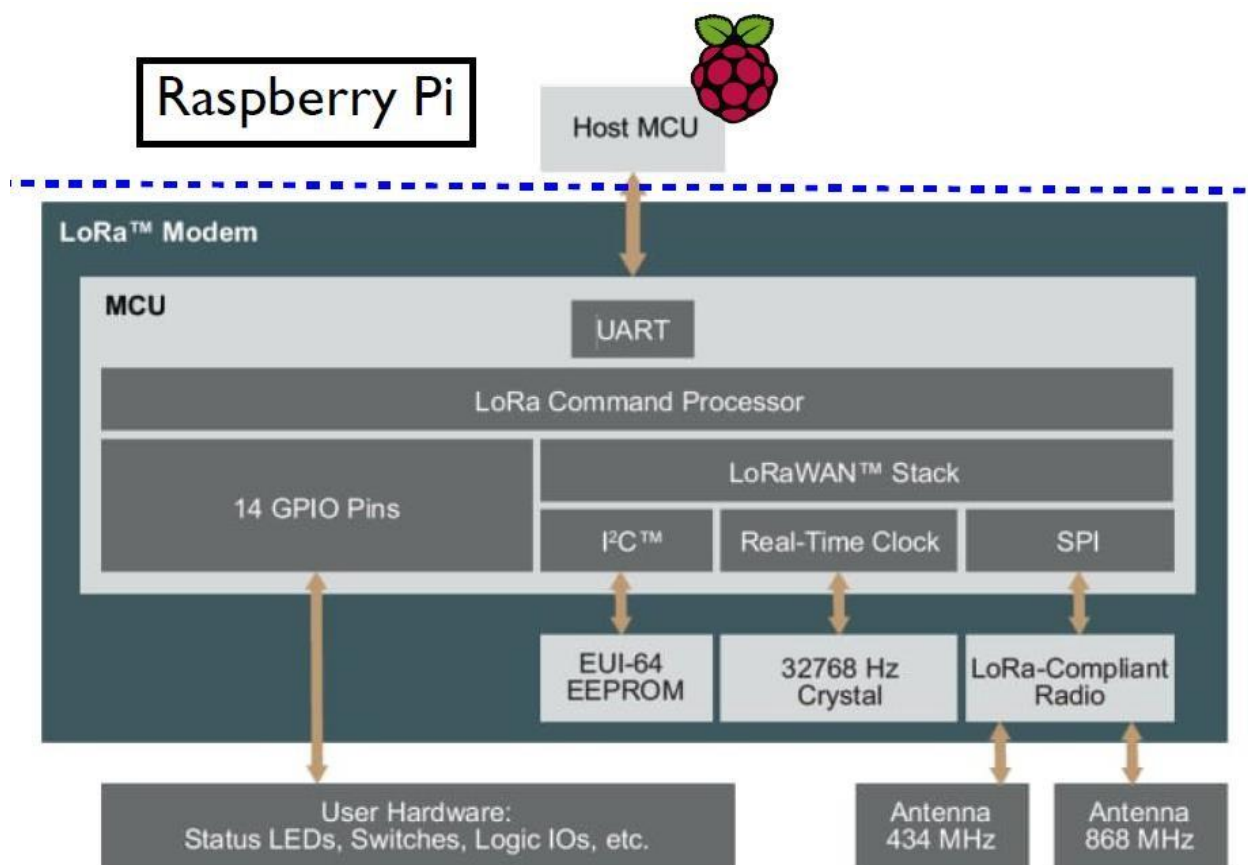 Raspberry Pi
Host MCU
LoRa™ Modem
MCU
UART
LoRa Command Processor
14 GPIO Pins
LoRaWAN™ Stack
I²C™
Real-Time Clock
SPI
EUI-64
EEPROM
32768 Hz
Crystal
LoRa-Compliant
Radio
User Hardware:
Status LEDs, Switches, Logic IOs, etc.
Antenna
434 MHz
Antenna
868 MHz